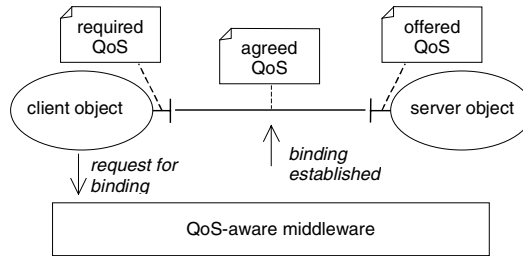 required
QoS
agreed
QoS
offered
QoS
client object
server object
request for
binding
binding
established
QoS-aware middleware